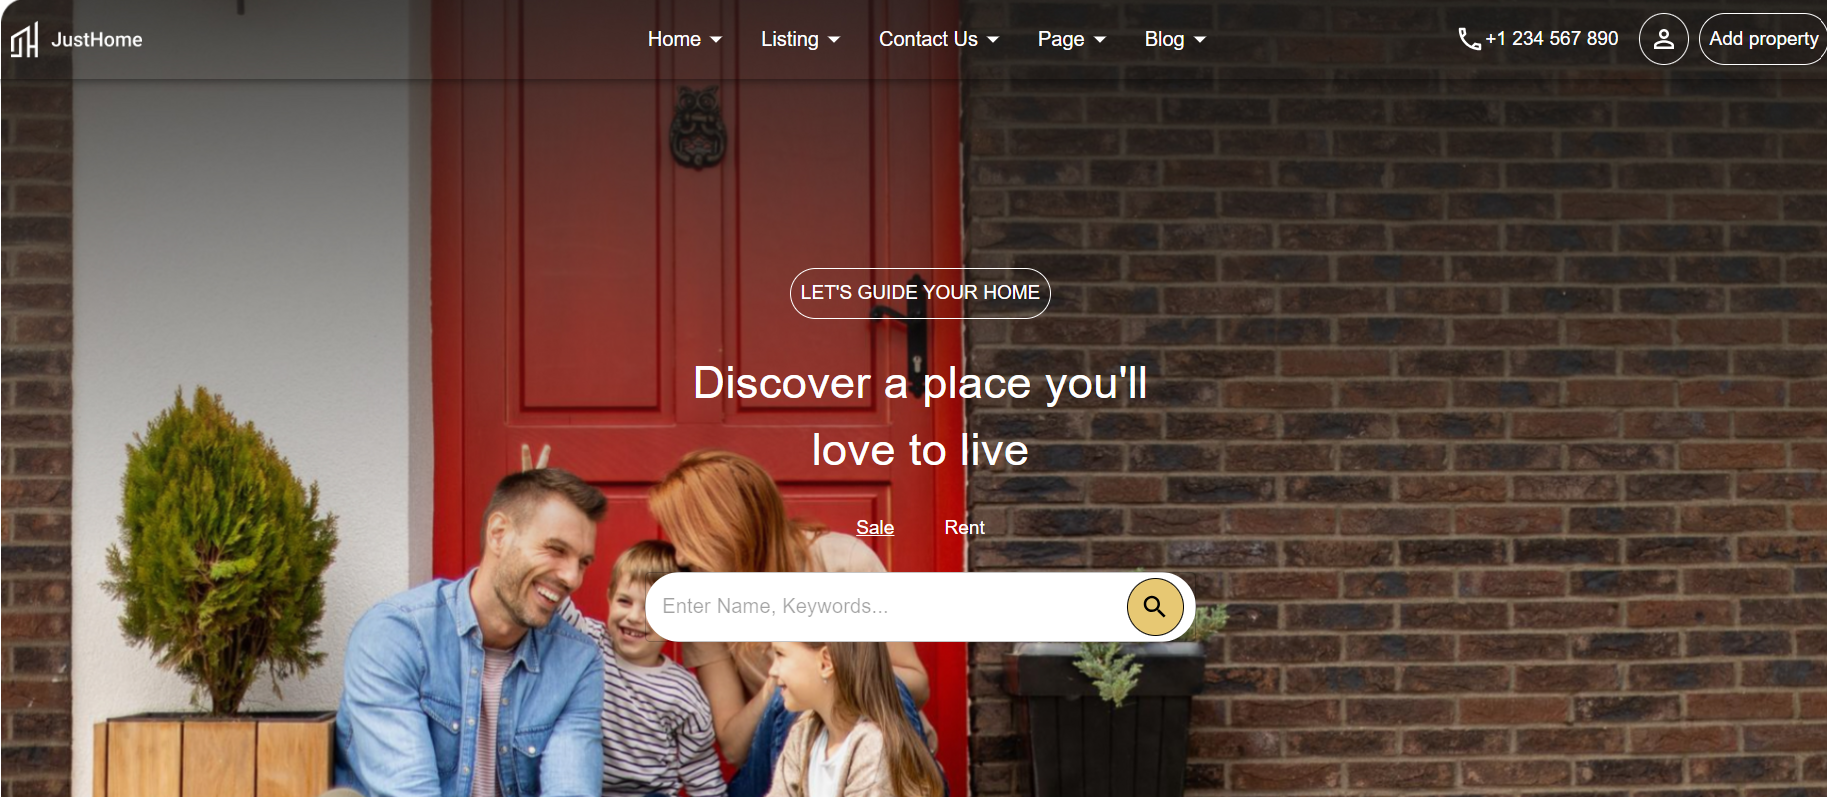 JustHome
Home
Listing
Contact Us
Page
Blog
+1 234 567 890
Add property
LET'S GUIDE YOUR HOME
Discover a place you'll
love to live
Sale
Rent
Enter Name, Keywords...